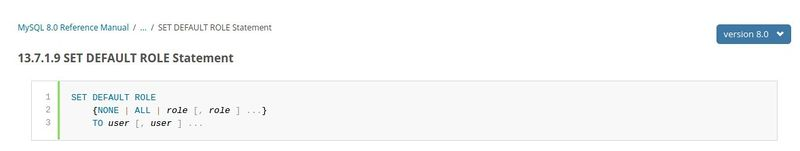 MySQL 8.0 Reference Manual / ... / SET DEFAULT ROLE Statement
version 8.0
13.7.1.9 SET DEFAULT ROLE Statement
1 SET DEFAULT ROLE
2 {NONE | ALL | role [, role ] ...}
3 TO user [, user ] ...